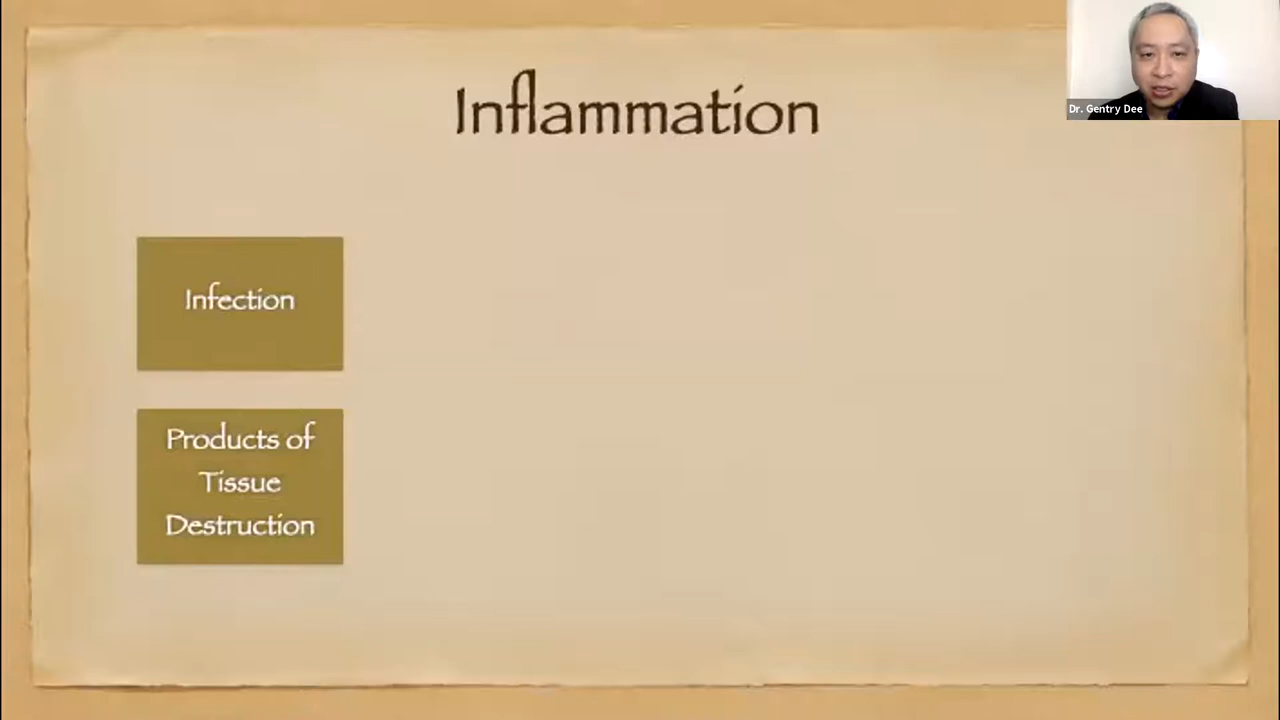 Inflammation
Dr. Gentry Dee
Infection
Products of
Tissue
Destruction